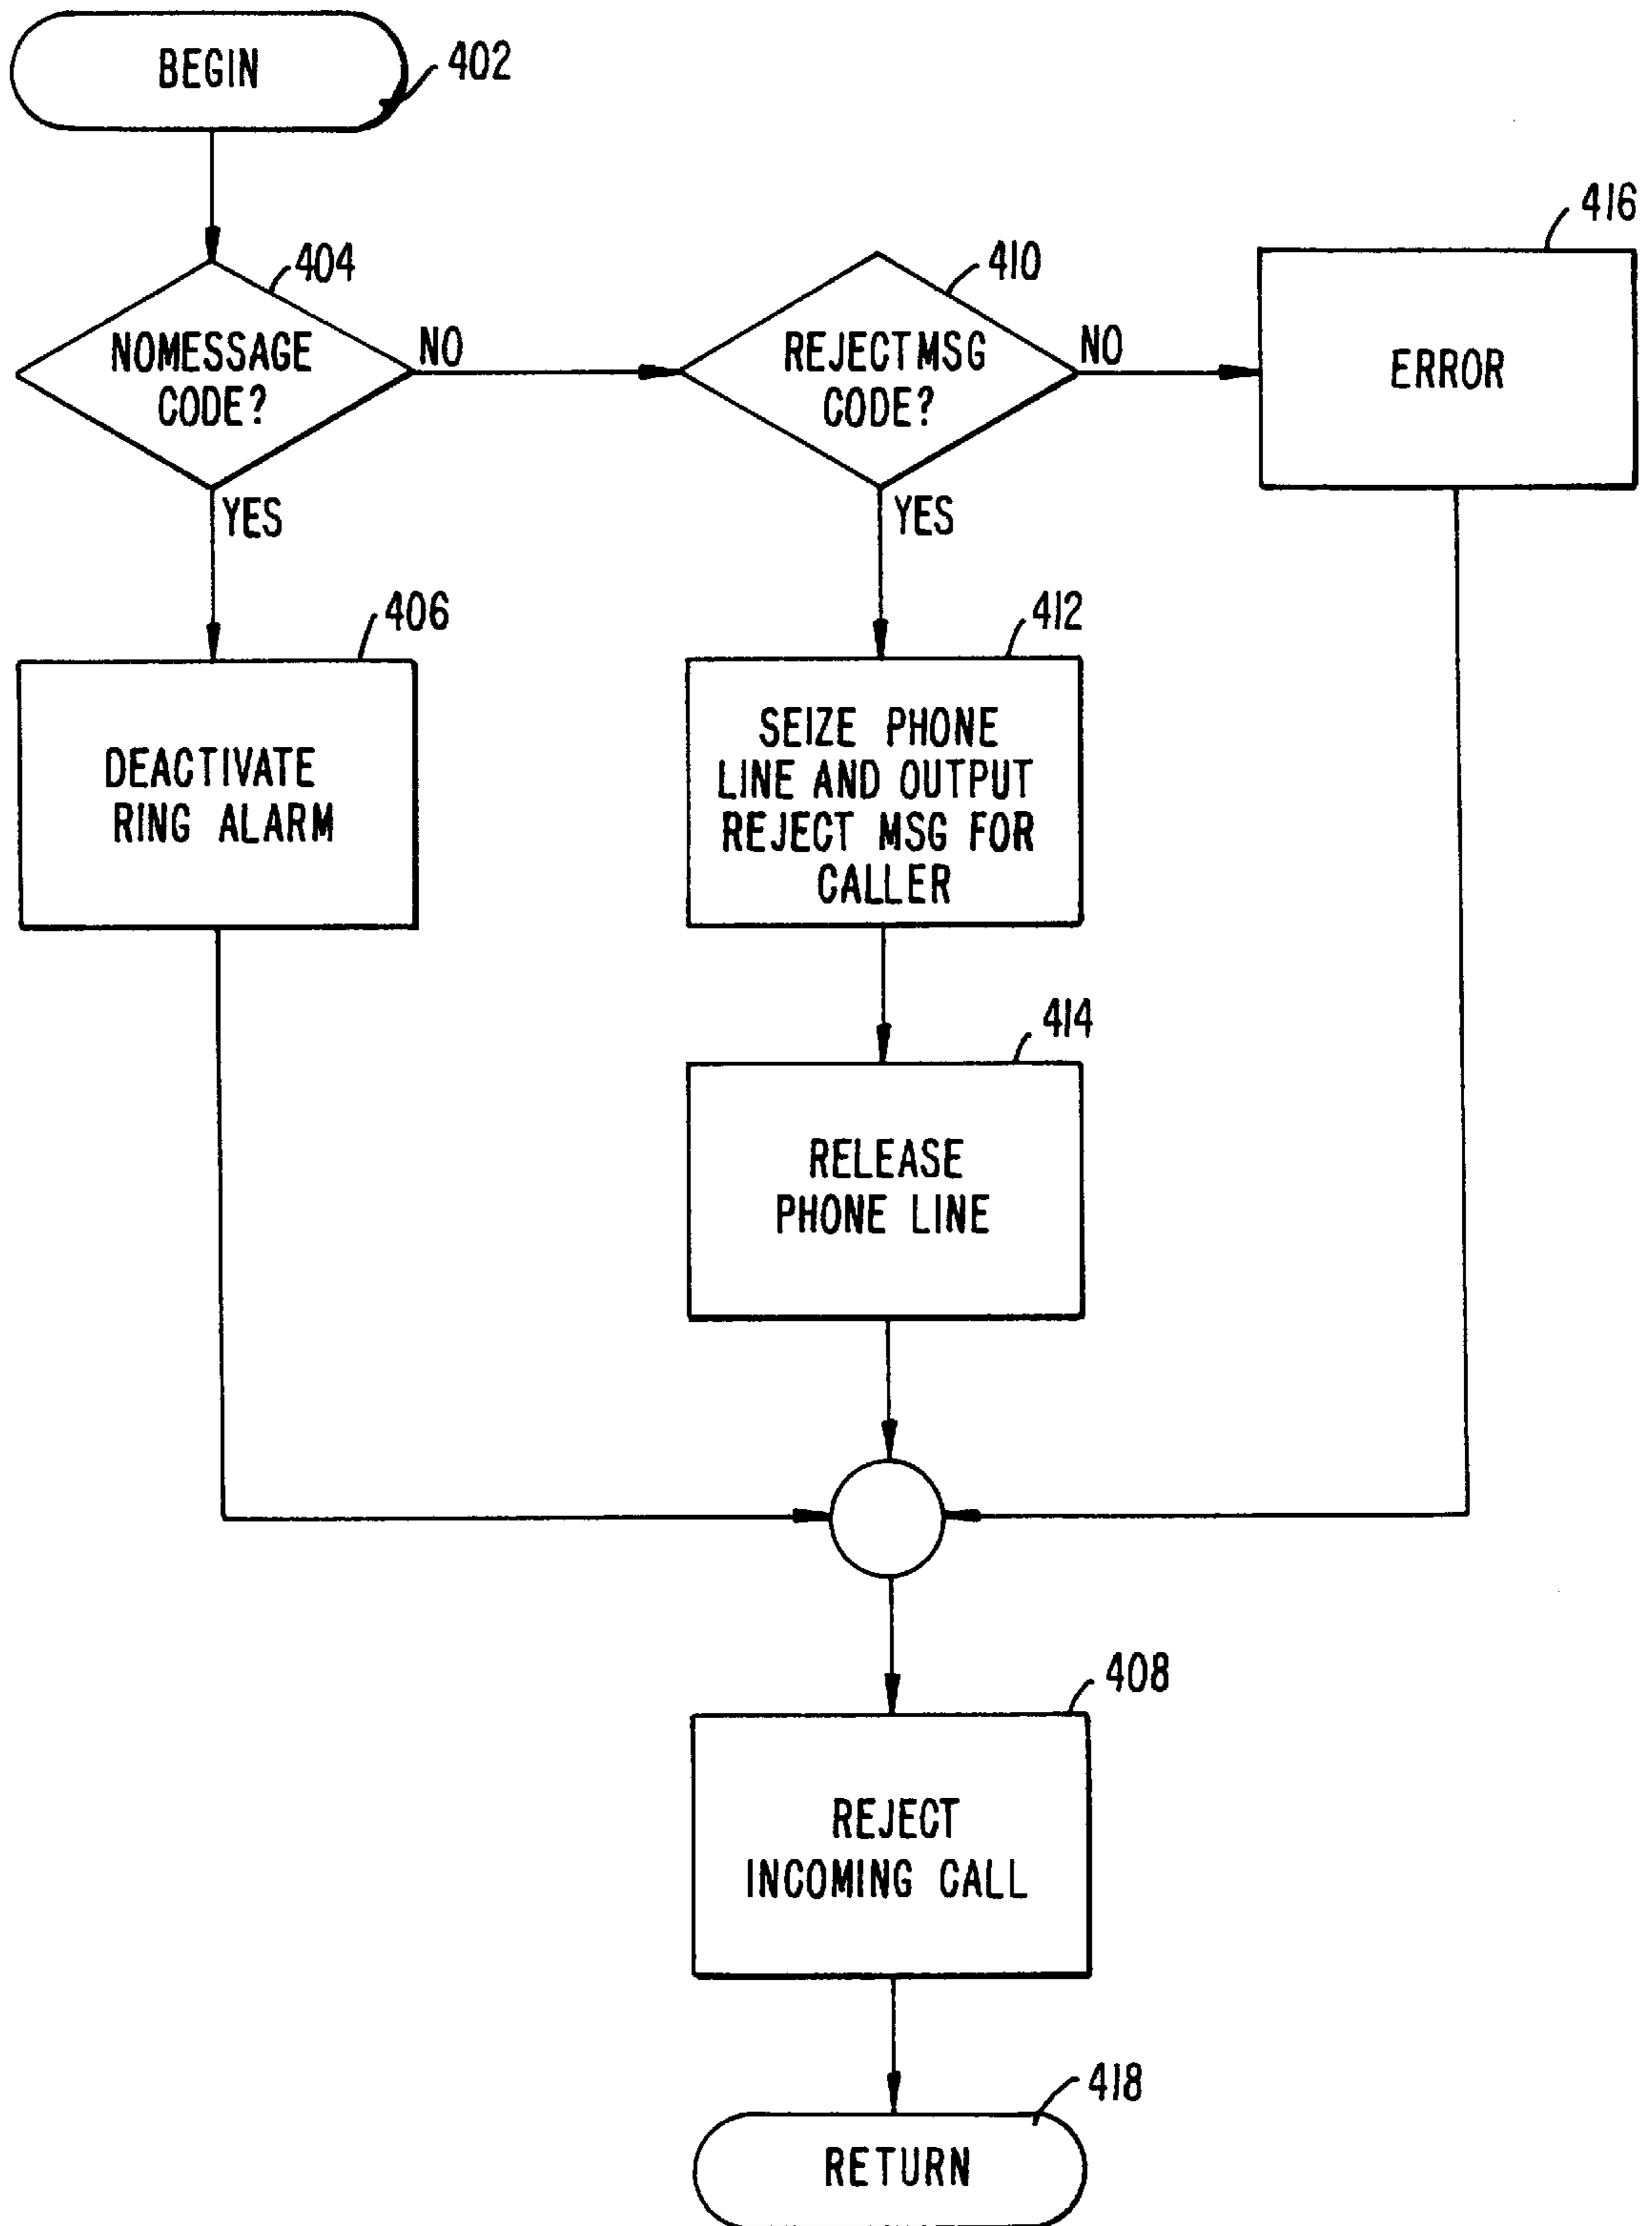 BEGIN
402
404
NOMESSAGE
CODE?
NO
YES
410
REJECTMSG
CODE?
NO
YES
416
ERROR
406
DEACTIVATE
RING ALARM
412
SEIZE PHONE
LINE AND OUTPUT
REJECT MSG FOR
CALLER
414
RELEASE
PHONE LINE
408
REJECT
INCOMING CALL
418
RETURN